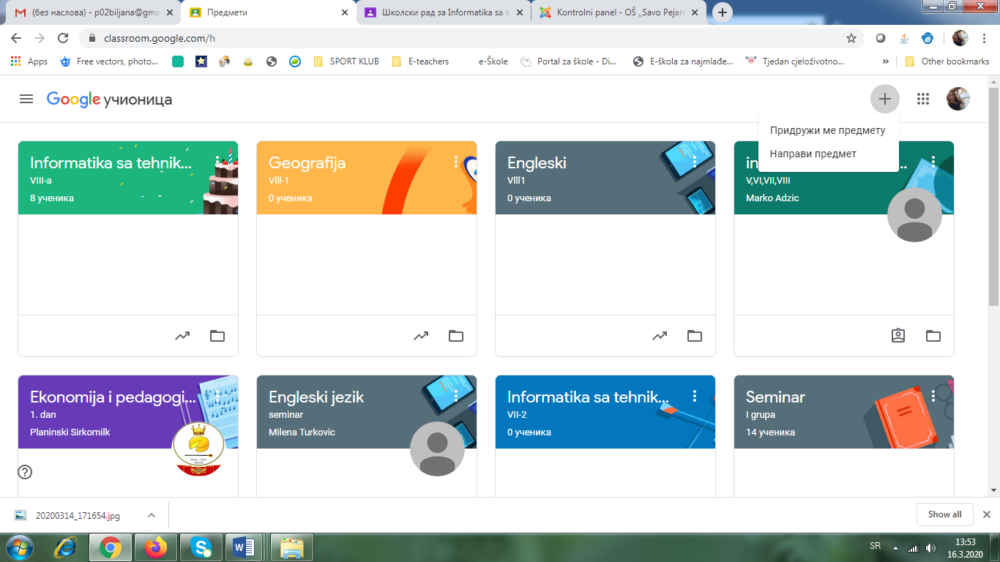 (без наслова) - p02biljana@gma
Предмети
Школски рад за Informatika sa t
Kontrolni panel - OŠ „Savo Pejan
classroom.google.com/h
Apps
Free vectors, photo...
SPORT KLUB
E-teachers
e-Škole
Portal za škole - Di...
E-škola za najmlađe...
Tjedan cjeloživotno...
»
Other bookmarks
Google учионица
Придружи ме предмету
Направи предмет
Informatika sa tehnik...
VIII-a
8 ученика
Geografija
VIII-1
0 ученика
Engleski
VIII1
0 ученика
in
V,VI,VII,VIII
Marko Adzic
Ekonomija i pedagogi...
1. dan
Planinski Sirkomilk
Engleski jezik
seminar
Milena Turkovic
Informatika sa tehnik...
VII-2
0 ученика
Seminar
I grupa
14 ученика
20200314_171654.jpg
Show all
SR
13:53
16.3.2020